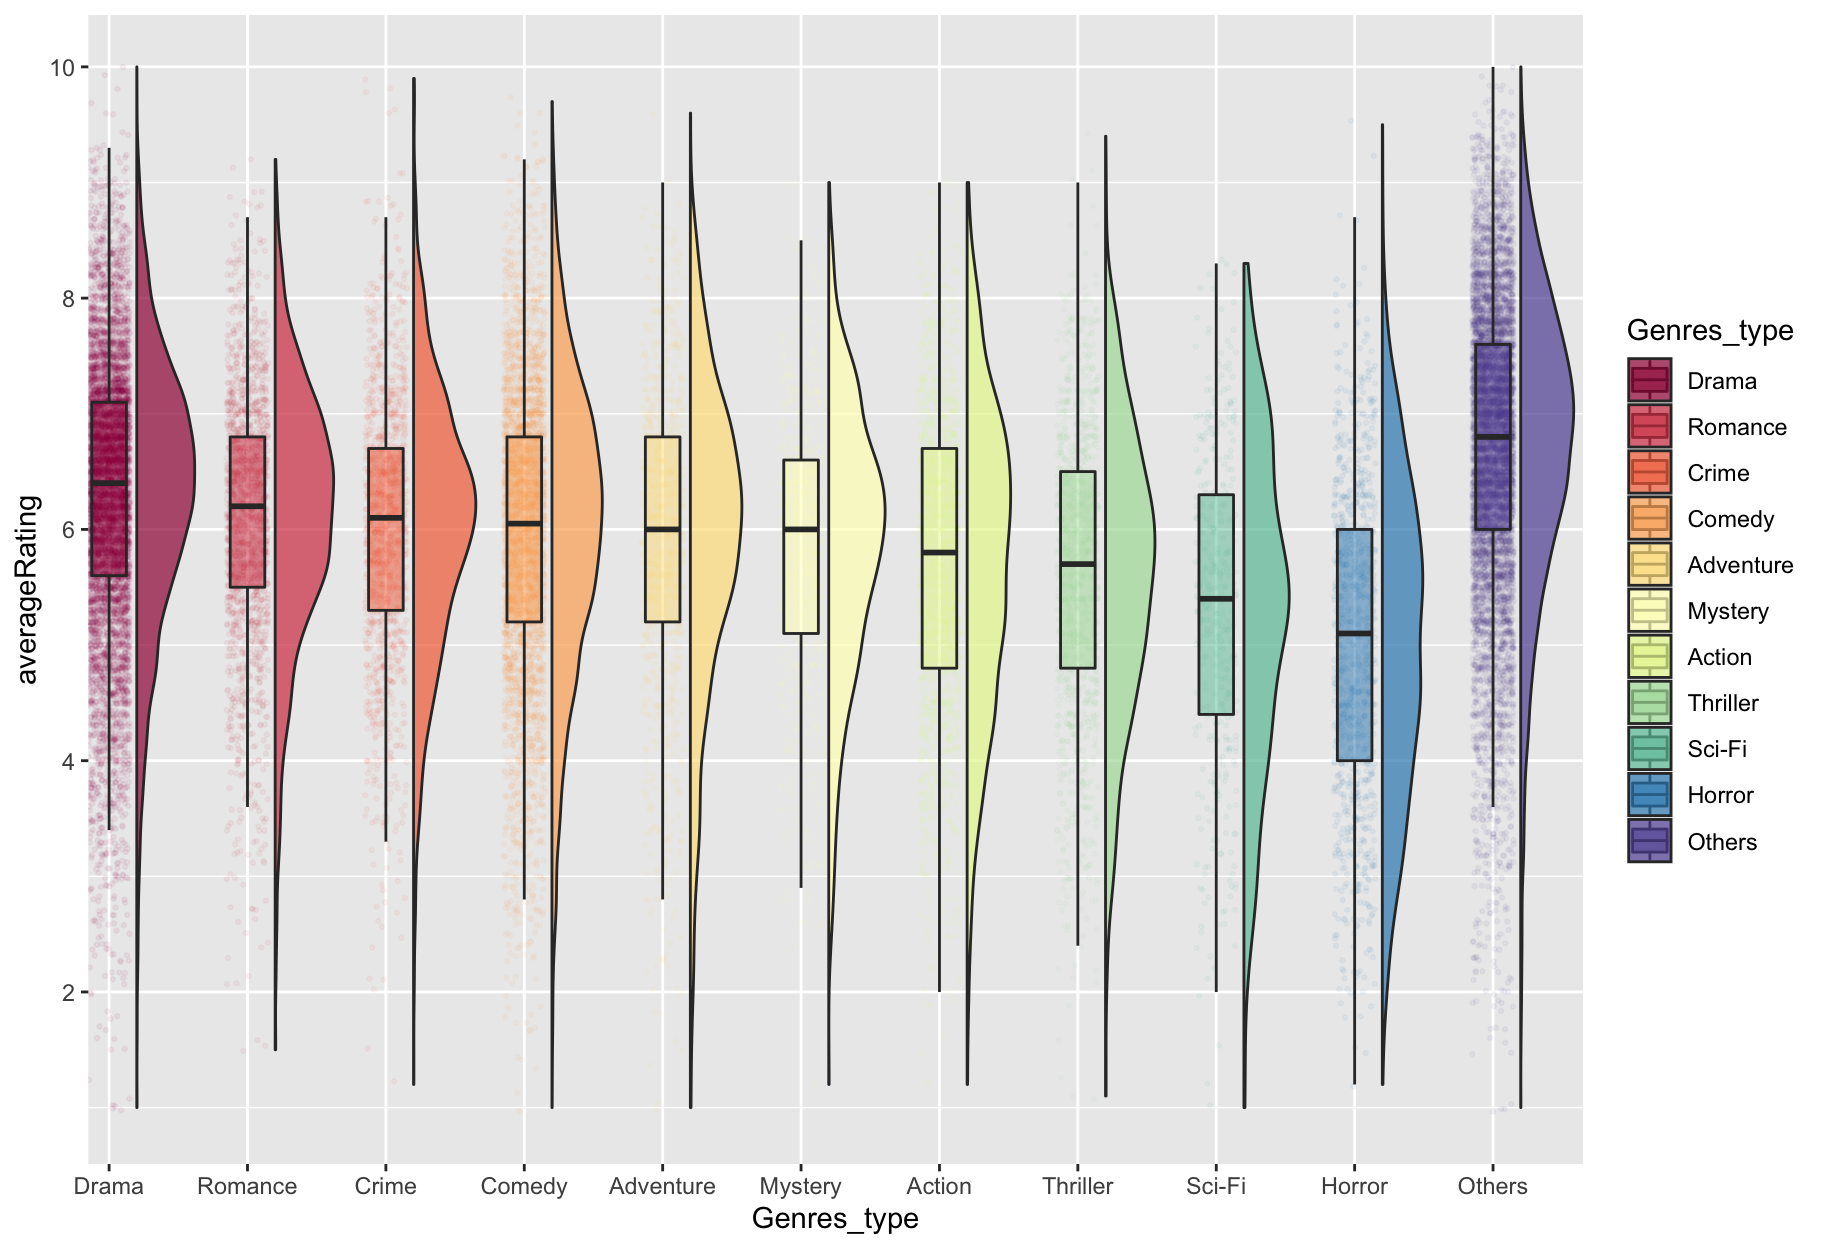 averageRating
10
8
6
4
2
Drama
Romance
Crime
Comedy
Adventure
Mystery
Action
Thriller
Sci-Fi
Horror
Others
Genres_type
Genres_type
Drama
Romance
Crime
Comedy
Adventure
Mystery
Action
Thriller
Sci-Fi
Horror
Others